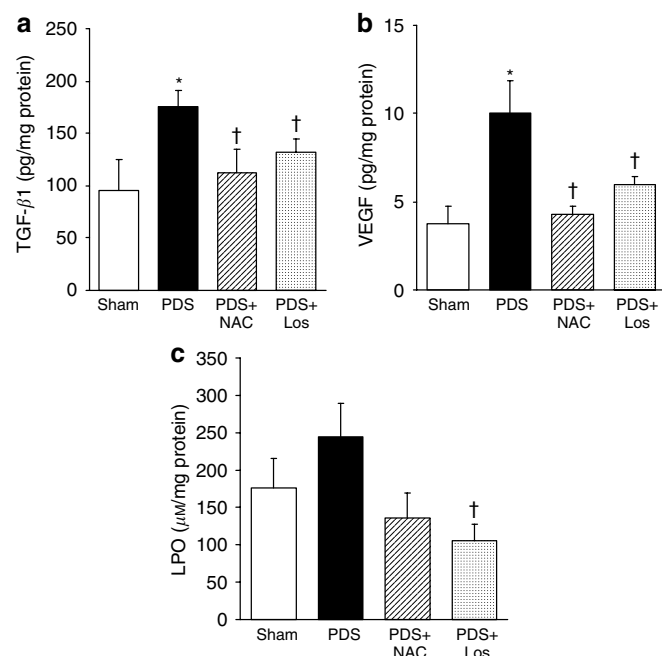 a
TGF-β1 (pg/mg protein)
250
200
150
100
50
0
*
†
†
Sham PDS PDS+ PDS+
NAC Los
b
VEGF (pg/mg protein)
15
10
5
0
*
†
†
Sham PDS PDS+ PDS+
NAC Los
c
LPO (μM/mg protein)
350
300
250
200
150
100
50
0
†
Sham PDS PDS+ PDS+
NAC Los